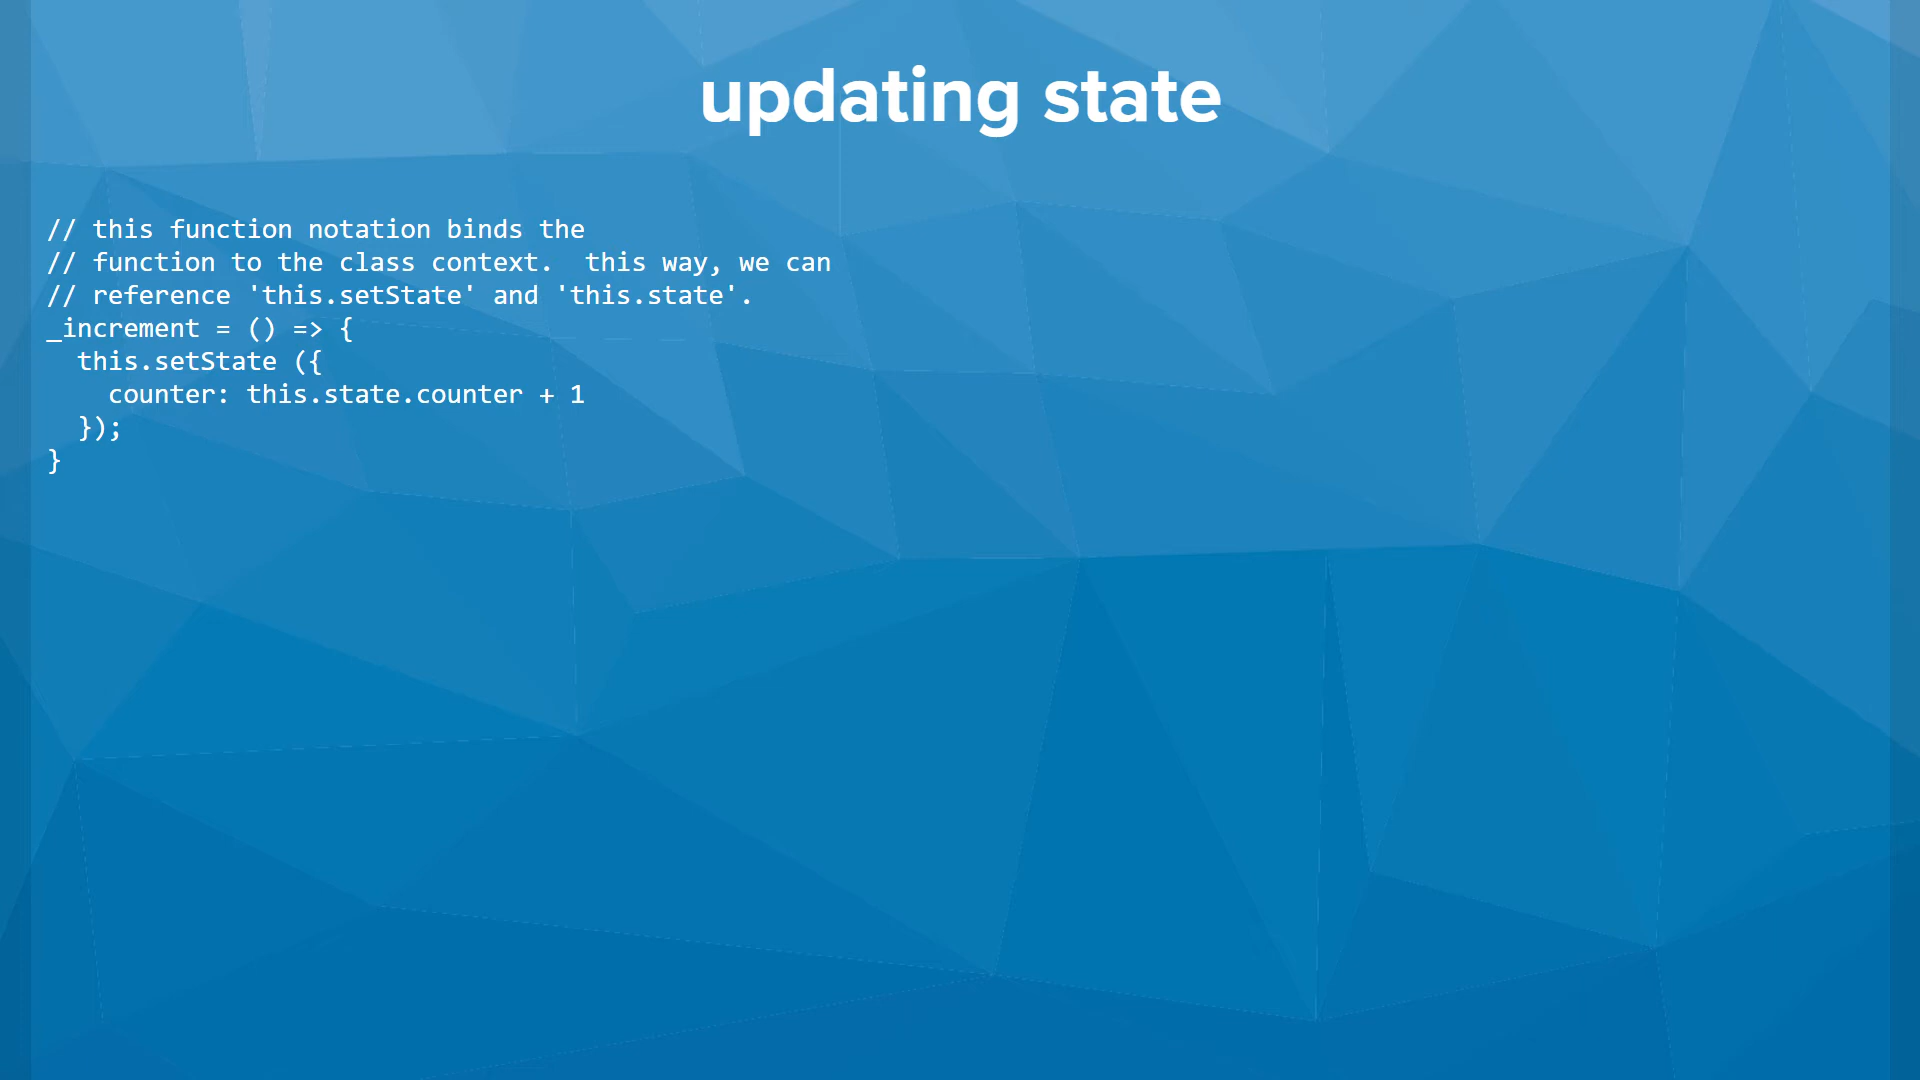 updating state
// this function notation binds the
// function to the class context.  this way, we can
// reference 'this.setState' and 'this.state'.
_increment = () => {
  this.setState ({
    counter: this.state.counter + 1
  });
}